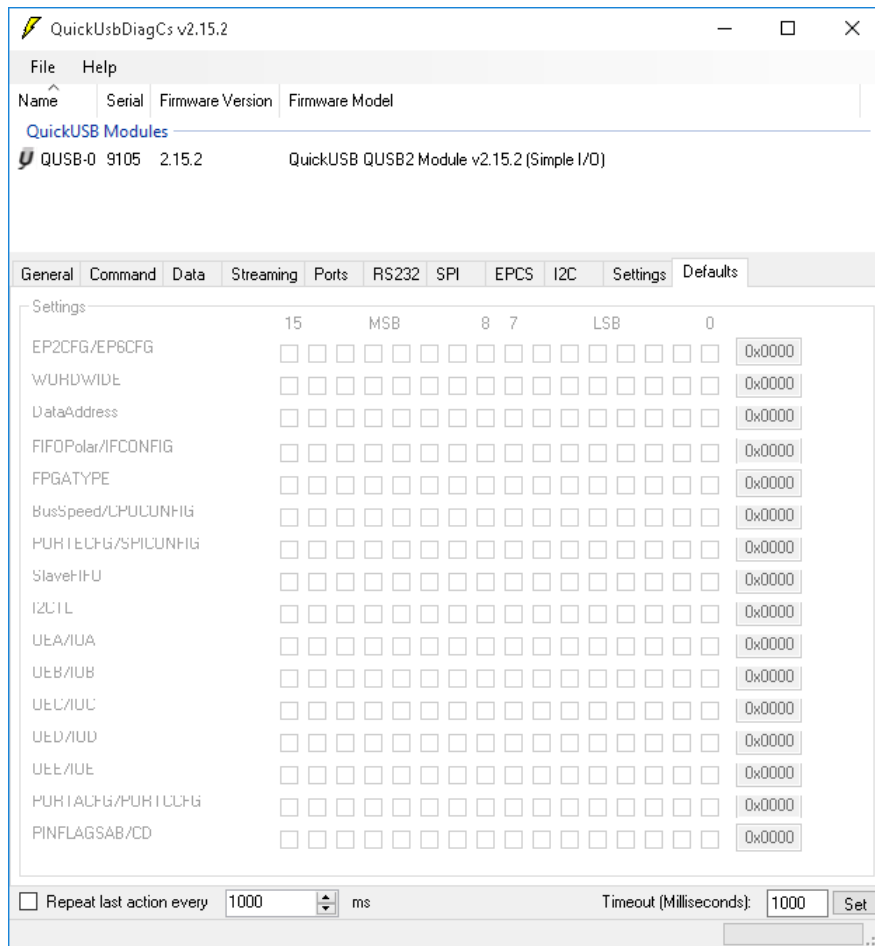 QuickUsbDiagCs v2.15.2
File Help
Name Serial Firmware Version Firmware Model
QuickUSB Modules
QUSB-0 9105 2.15.2 QuickUSB QUSB2 Module v2.15.2 (Simple I/O)
General Command Data Streaming Ports RS232 SPI EPCS I2C Settings Defaults
Settings
15 MSB 8 7 LSB 0
EP2CFG/EP6CFG 0x0000
WORDWIDE 0x0000
DataAddress 0x0000
FIFOPolar/IFCONFIG 0x0000
FPGATYPE 0x0000
BusSpeed/CPUCONFIG 0x0000
PORTECFG/SPICONFIG 0x0000
SlaveFIFO 0x0000
I2CTL 0x0000
OEA/IOA 0x0000
OEB/IOB 0x0000
OEC/IOC 0x0000
OED/IOD 0x0000
OEE/IOE 0x0000
PORTACFG/PORTCCFG 0x0000
PINFLAGSAB/CD 0x0000
Repeat last action every 1000 ms Timeout (Milliseconds): 1000 Set